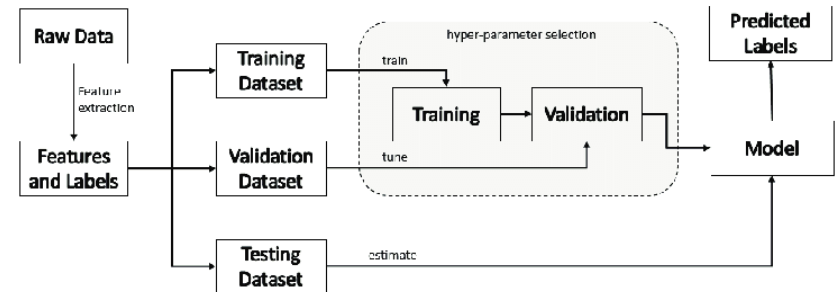 Raw Data
Feature
extraction
Features
and Labels
Training
Dataset
Validation
Dataset
Testing
Dataset
hyper-parameter selection
train
tune
estimate
Training
Validation
Model
Predicted
Labels